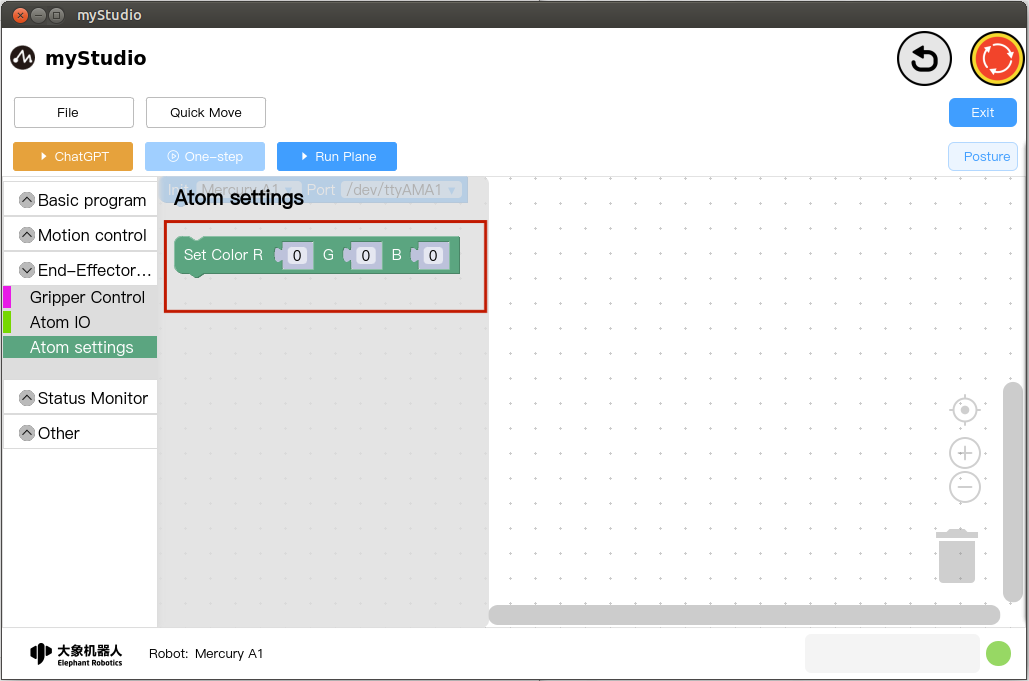 myStudio
myStudio
File
Quick Move
Exit
ChatGPT
One-step
Run Plane
Posture
Init Mercury A1 Port /dev/ttyAMA1
Atom settings
Basic program
Motion control
End-Effector...
Gripper Control
Atom IO
Atom settings
Status Monitor
Other
Set Color R 0 G 0 B 0
大象机器人
Elephant Robotics
Robot: Mercury A1